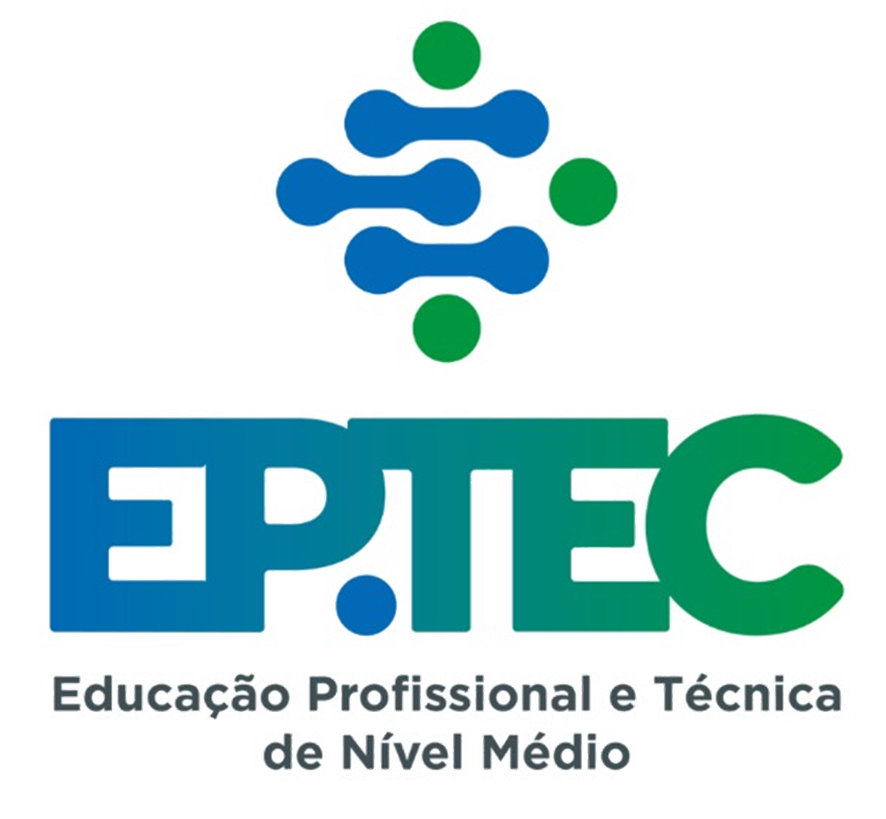 EP.TEC
Educação Profissional e Técnica
de Nível Médio